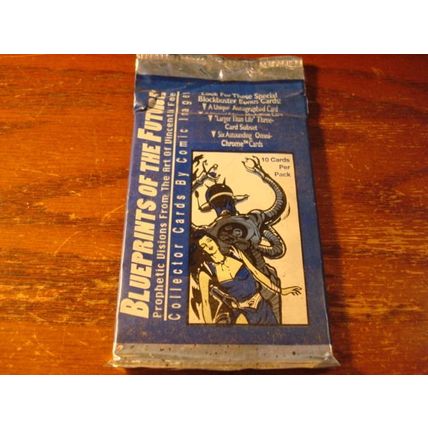 BLUEPRINTS OF THE FUTURE
Prophetic Visions From The Art Of Vincent Di Fate
Collector Cards By Comic Images
Look For These Special
Blockbuster Bonus Cards!
▼ A Unique Autographed Card
▼ "Larger Than Life" Three-
Card Subset
▼ Six Astounding Omni-
Chrome™ Cards
10 Cards
Per
Pack